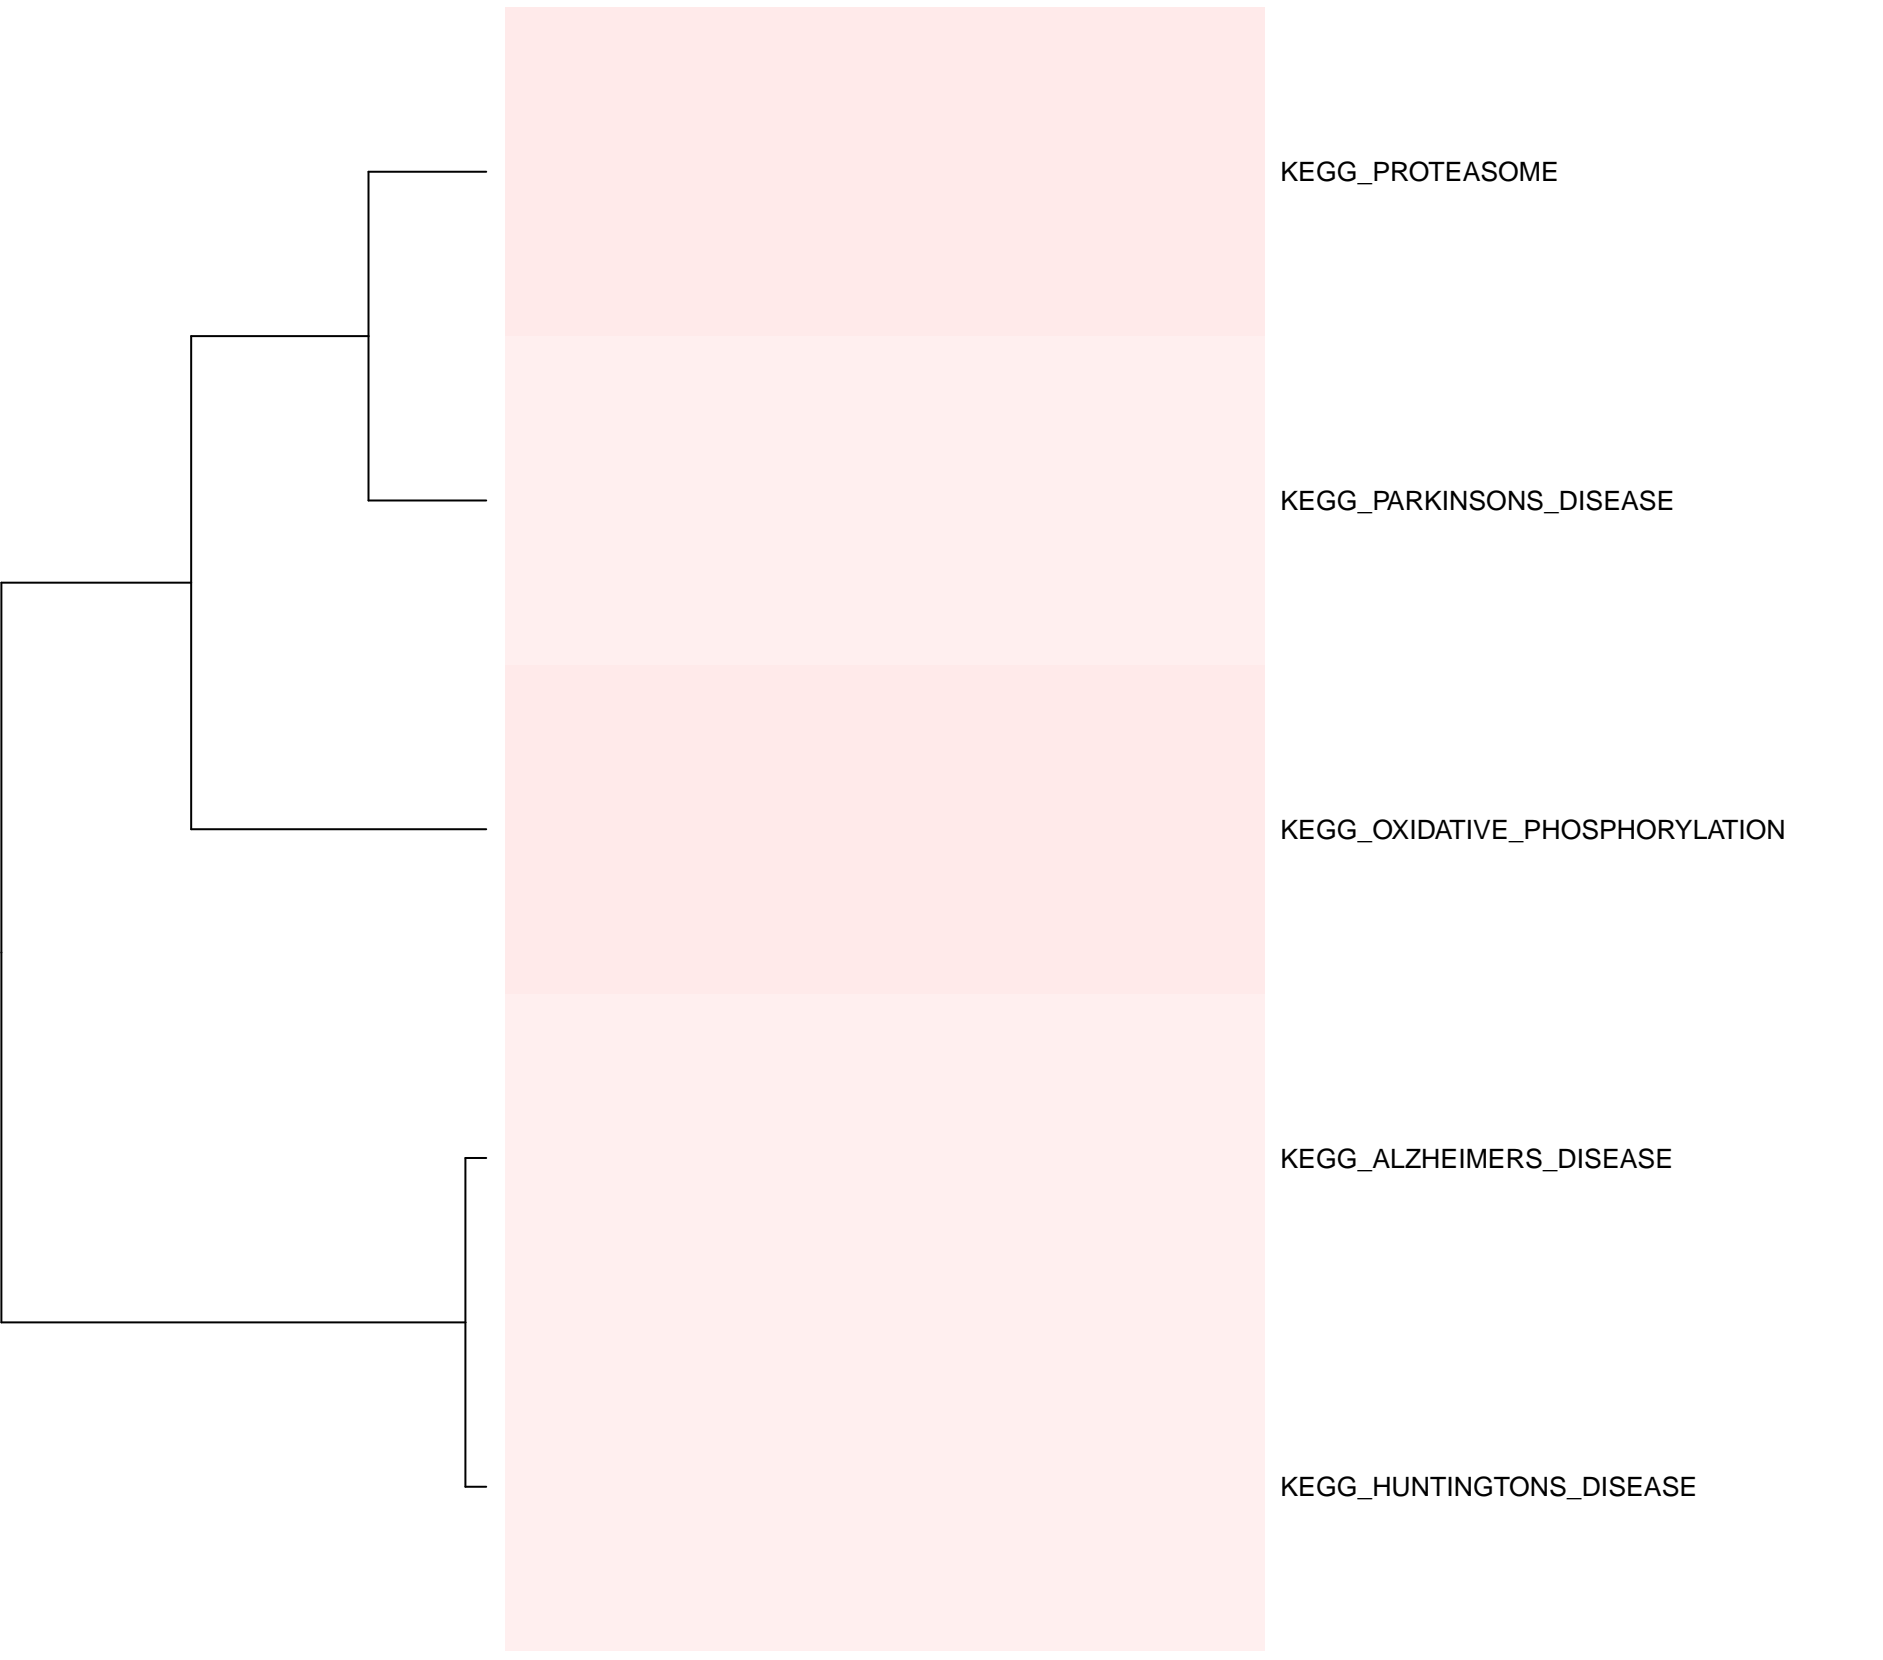 KEGG_PROTEASOME
KEGG_PARKINSONS_DISEASE
KEGG_OXIDATIVE_PHOSPHORYLATION
KEGG_ALZHEIMERS_DISEASE
KEGG_HUNTINGTONS_DISEASE